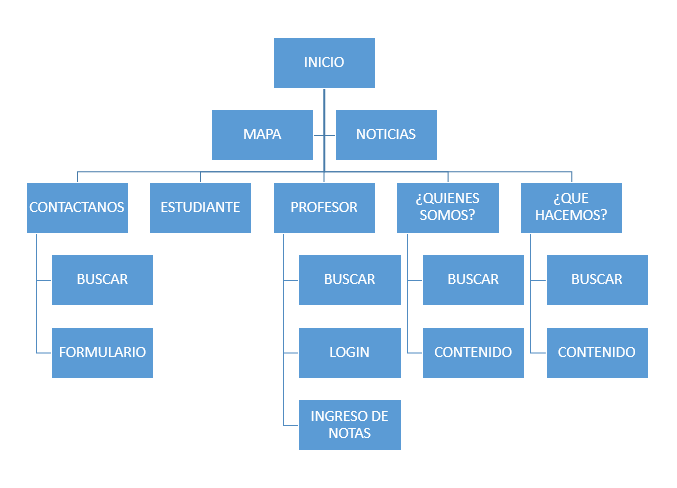 INICIO
MAPA
NOTICIAS
CONTACTANOS
ESTUDIANTE
PROFESOR
¿QUIENES
SOMOS?
¿QUE
HACEMOS?
BUSCAR
BUSCAR
BUSCAR
BUSCAR
FORMULARIO
LOGIN
CONTENIDO
CONTENIDO
INGRESO DE
NOTAS